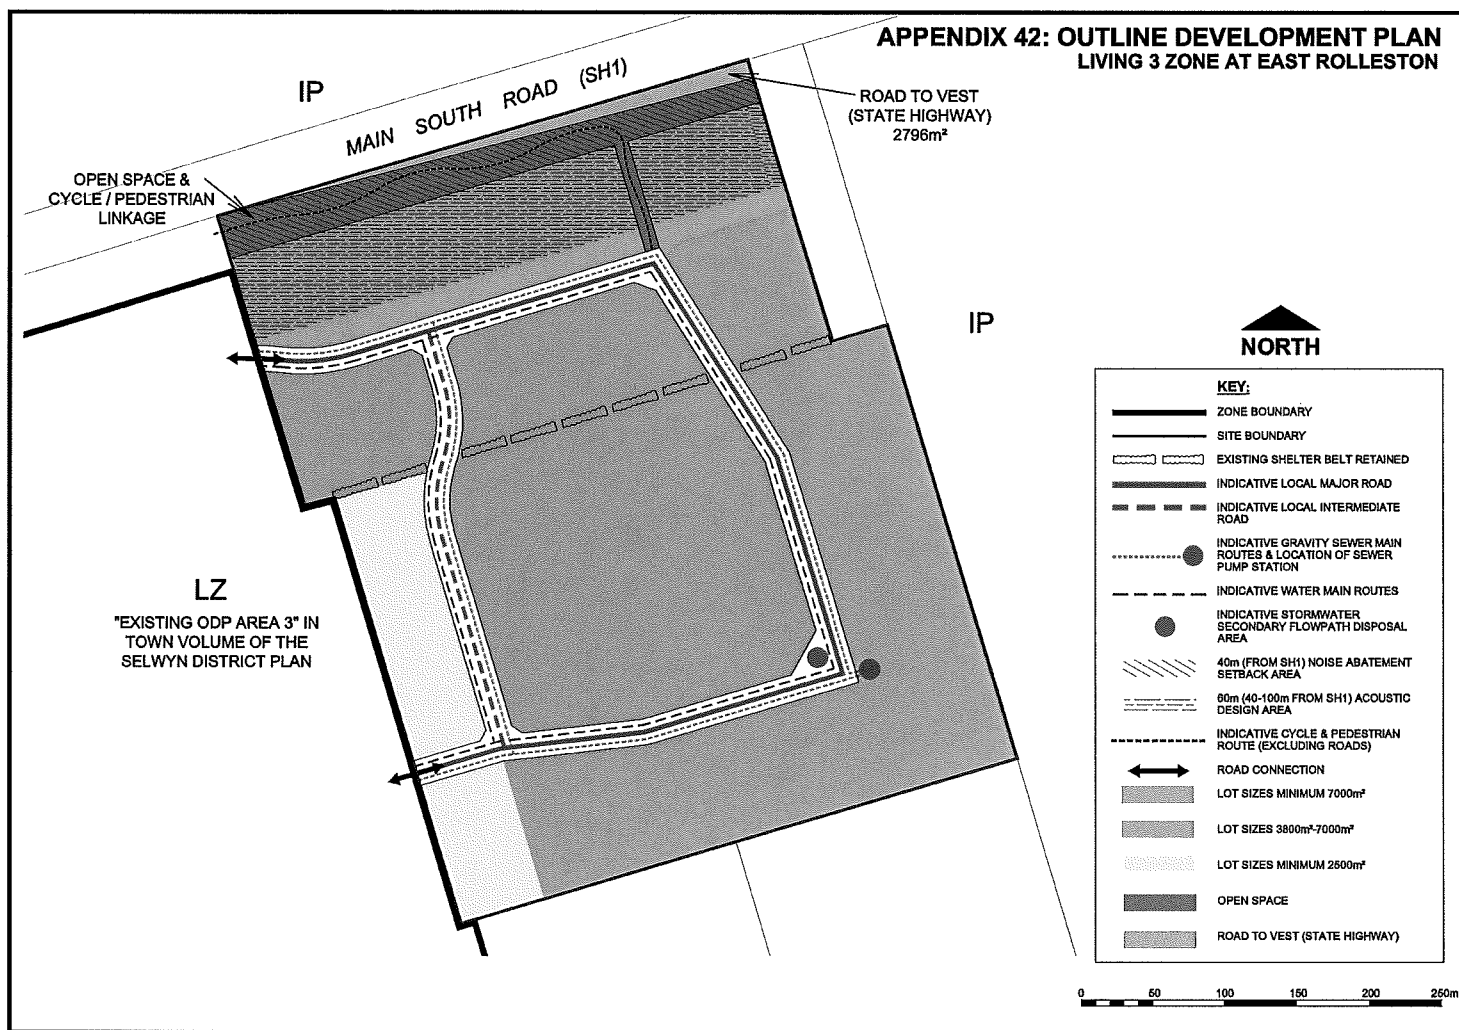 APPENDIX 42: OUTLINE DEVELOPMENT PLAN
LIVING 3 ZONE AT EAST ROLLESTON
IP
MAIN SOUTH ROAD (SH1)
ROAD TO VEST
(STATE HIGHWAY)
2796m²
OPEN SPACE &
CYCLE / PEDESTRIAN
LINKAGE
IP
NORTH
LZ
"EXISTING ODP AREA 3" IN
TOWN VOLUME OF THE
SELWYN DISTRICT PLAN
KEY:
ZONE BOUNDARY
SITE BOUNDARY
EXISTING SHELTER BELT RETAINED
INDICATIVE LOCAL MAJOR ROAD
INDICATIVE LOCAL INTERMEDIATE
ROAD
INDICATIVE GRAVITY SEWER MAIN
ROUTES & LOCATION OF SEWER
PUMP STATION
INDICATIVE WATER MAIN ROUTES
INDICATIVE STORMWATER
SECONDARY FLOWPATH DISPOSAL
AREA
40m (FROM SH1) NOISE ABATEMENT
SETBACK AREA
60m (40-100m FROM SH1) ACOUSTIC
DESIGN AREA
INDICATIVE CYCLE & PEDESTRIAN
ROUTE (EXCLUDING ROADS)
ROAD CONNECTION
LOT SIZES MINIMUM 7000m²
LOT SIZES 3800m²-7000m²
LOT SIZES MINIMUM 2500m²
OPEN SPACE
ROAD TO VEST (STATE HIGHWAY)
0 50 100 150 200 250m